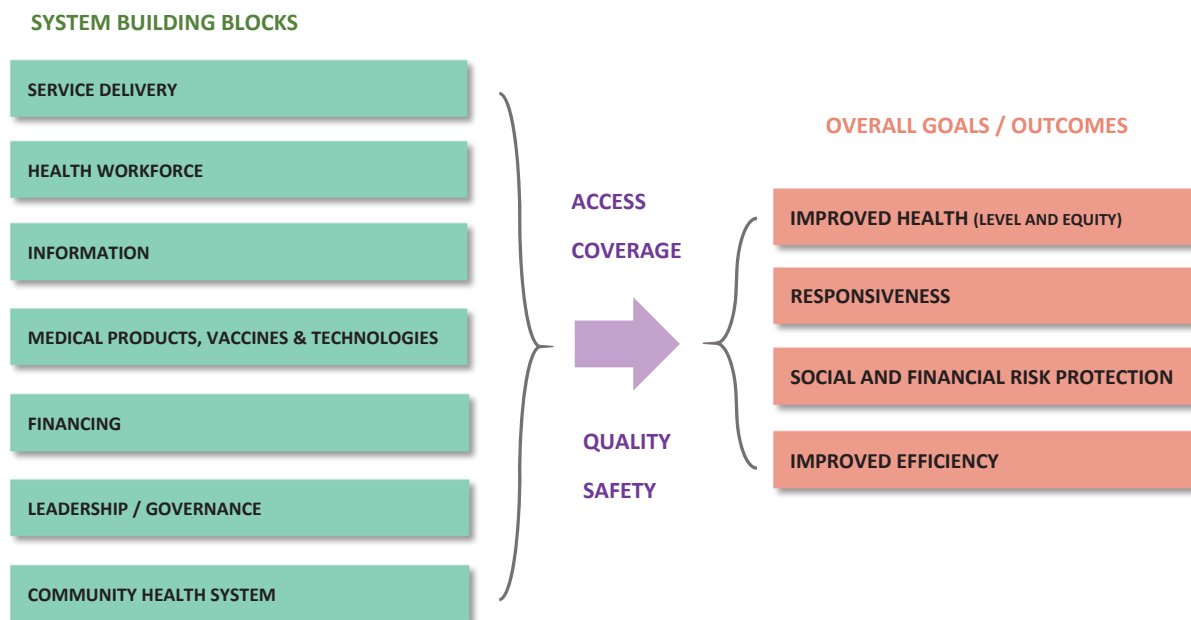 SYSTEM BUILDING BLOCKS
SERVICE DELIVERY
HEALTH WORKFORCE
INFORMATION
MEDICAL PRODUCTS, VACCINES & TECHNOLOGIES
FINANCING
LEADERSHIP / GOVERNANCE
COMMUNITY HEALTH SYSTEM
ACCESS
COVERAGE
QUALITY
SAFETY
OVERALL GOALS / OUTCOMES
IMPROVED HEALTH (LEVEL AND EQUITY)
RESPONSIVENESS
SOCIAL AND FINANCIAL RISK PROTECTION
IMPROVED EFFICIENCY